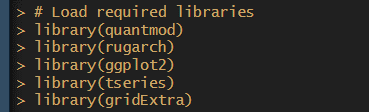 > # Load required libraries
> library(quantmod)
> library(rugarch)
> library(ggplot2)
> library(tseries)
> library(gridExtra)